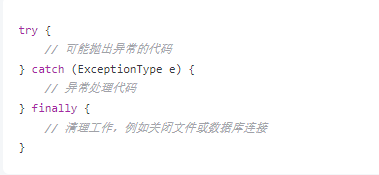 try {
    // 可能抛出异常的代码
} catch (ExceptionType e) {
    // 异常处理代码
} finally {
    // 清理工作，例如关闭文件或数据库连接
}